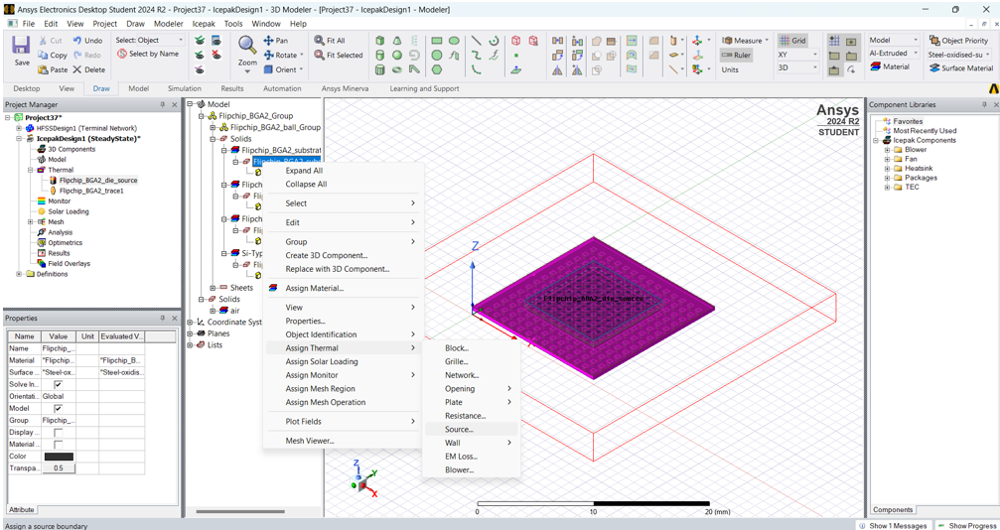 Ansys Electronics Desktop Student 2024 R2 - Project37 - IcepakDesign1 - 3D Modeler - [Project37 - IcepakDesign1 - Modeler]
File Edit View Project Draw Modeler Icepak Tools Window Help
Save
Cut
Copy
Paste
Undo
Redo
Delete
Select: Object
Select by Name
Zoom
Pan
Rotate
Orient
Fit All
Fit Selected
Measure
Ruler
Units
Grid
XY
3D
Model
AI-Extruded
Material
Object Priority
Steel-oxidised-su
Surface Material
Desktop View Draw Model Simulation Results Automation Ansys Minerva Learning and Support
Project Manager
Project37*
HFSSDesign1 (Terminal Network)
IcepakDesign1 (SteadyState)*
3D Components
Model
Thermal
Flipchip_BGA2_die_source
Flipchip_BGA2_trace1
Monitor
Solar Loading
Mesh
Analysis
Optimetrics
Results
Field Overlays
Definitions
Properties
Name Value Unit Evaluated V...
Name Flipchip_...
Material "Flipchip... "Flipchip_B...
Surface ... "Steel-ox... "Steel-oxidis...
Solve In...
Orientati... Global
Model
Group Flipchip_...
Display ...
Material ...
Color
Transpa... 0.5
Attribute
Model
Flipchip_BGA2_Group
Flipchip_BGA2_ball_Group
Solids
Flipchip_BGA2_substrat
Flipchip_BGA2_sub
Flipch
Flip
Flipch
Flip
Si-Typ
Flip
Sheets
Solids
air
Coordinate Syst
Planes
Lists
Expand All
Collapse All
Select
Edit
Group
Create 3D Component...
Replace with 3D Component...
Assign Material...
View
Properties...
Object Identification
Assign Thermal
Assign Solar Loading
Assign Monitor
Assign Mesh Region
Assign Mesh Operation
Plot Fields
Mesh Viewer...
Block...
Grille...
Network...
Opening
Plate
Resistance...
Source...
Wall
EM Loss...
Blower...
Ansys
2024 R2
STUDENT
Z
Flipchip_BGA2_die_source
Z
Y
X
0 10 20 (mm)
Component Libraries
Favorites
Most Recently Used
Icepak Components
Blower
Fan
Heatsink
Packages
TEC
Components
Assign a source boundary
Show 1 Messages
Show Progress